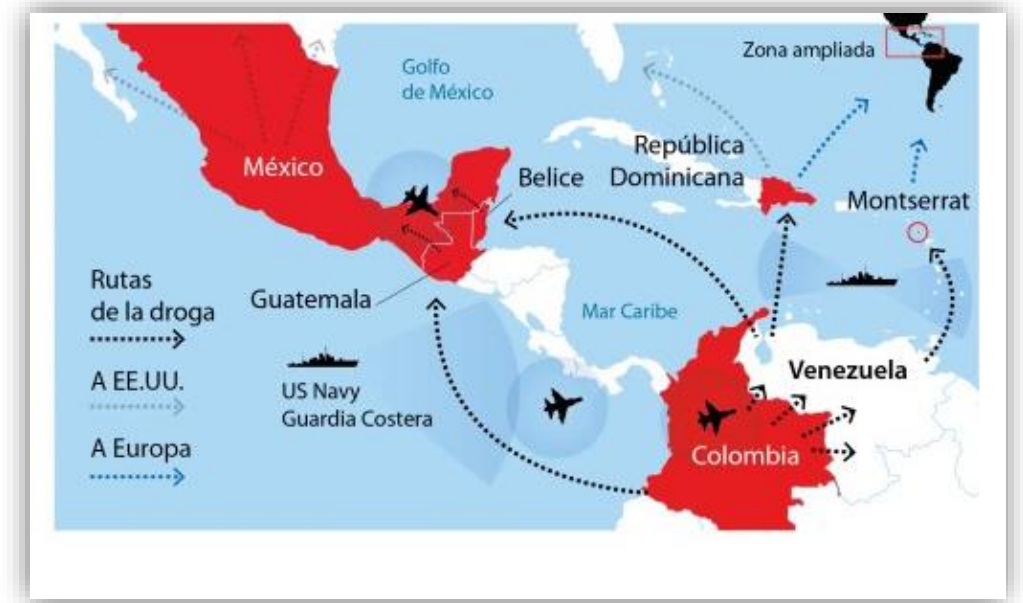 Zona ampliada
Golfo
de México
República
Dominicana
México
Belice
Montserrat
Rutas
de la droga
Guatemala
Mar Caribe
A EE.UU.
US Navy
Guardia Costera
Venezuela
A Europa
Colombia